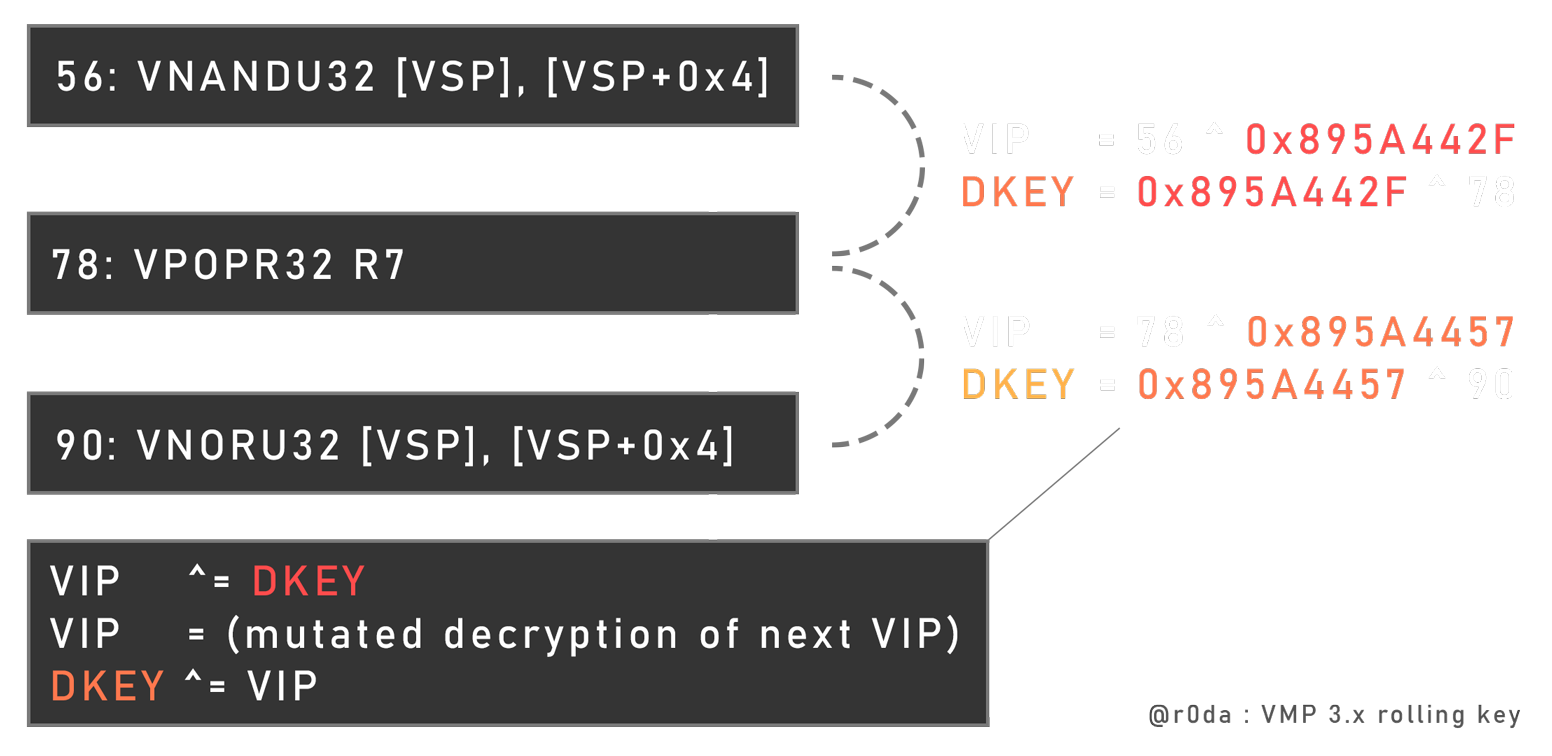 56: VNANDU32 [VSP], [VSP+0x4]
VIP = 56 ^ 0x895A442F
DKEY = 0x895A442F ^ 78
78: VPOPR32 R7
VIP = 78 ^ 0x895A4457
DKEY = 0x895A4457 ^ 90
90: VNORU32 [VSP], [VSP+0x4]
VIP ^= DKEY
VIP = (mutated decryption of next VIP)
DKEY ^= VIP
@r0da : VMP 3.x rolling key